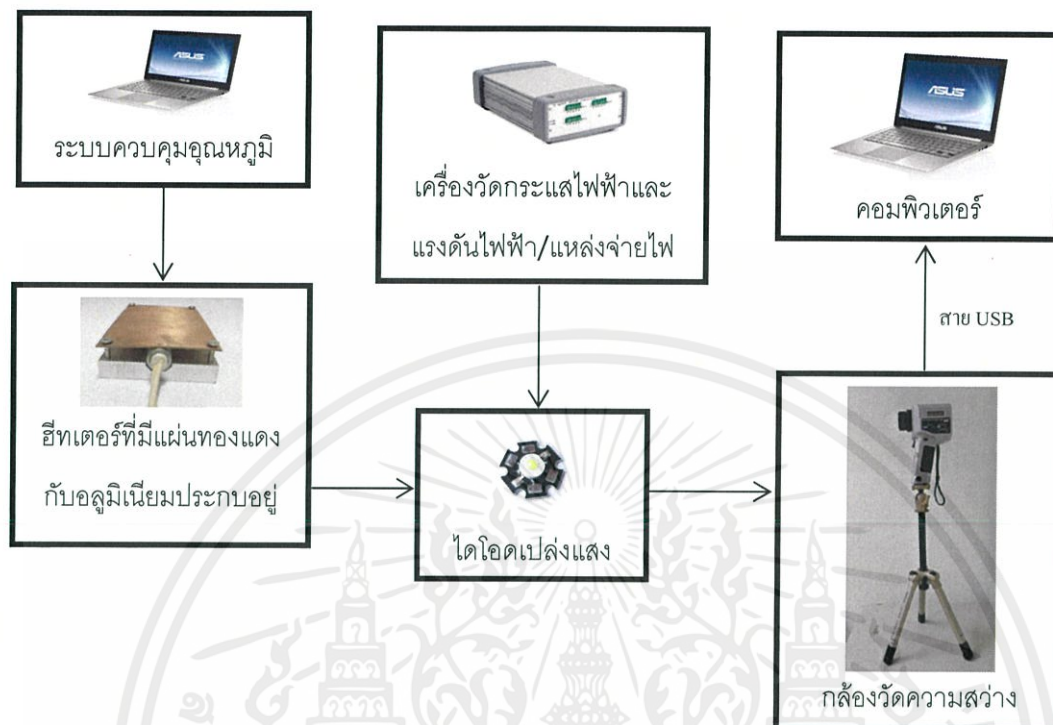 ASUS
ระบบควบคุมอุณหภูมิ
เครื่องวัดกระแสไฟฟ้าและ
แรงดันไฟฟ้า/แหล่งจ่ายไฟ
ASUS
คอมพิวเตอร์
สาย USB
ฮีทเตอร์ที่มีแผ่นทองแดง
กับอลูมิเนียมประกบอยู่
ไดโอดเปล่งแสง
กล้องวัดความสว่าง